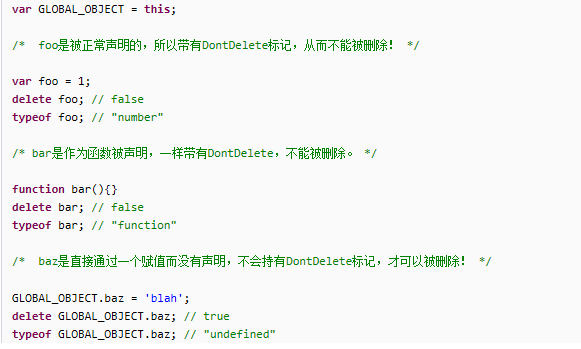 var GLOBAL_OBJECT = this;
/*  foo是被正常声明的，所以带有DontDelete标记，从而不能被删除！ */
var foo = 1;
delete foo; // false
typeof foo; // "number"
/* bar是作为函数被声明，一样带有DontDelete，不能被删除。 */
function bar(){}
delete bar; // false
typeof bar; // "function"
/*  baz是直接通过一个赋值而没有声明，不会持有DontDelete标记，才可以被删除！ */
GLOBAL_OBJECT.baz = 'blah';
delete GLOBAL_OBJECT.baz; // true
typeof GLOBAL_OBJECT.baz; // "undefined"